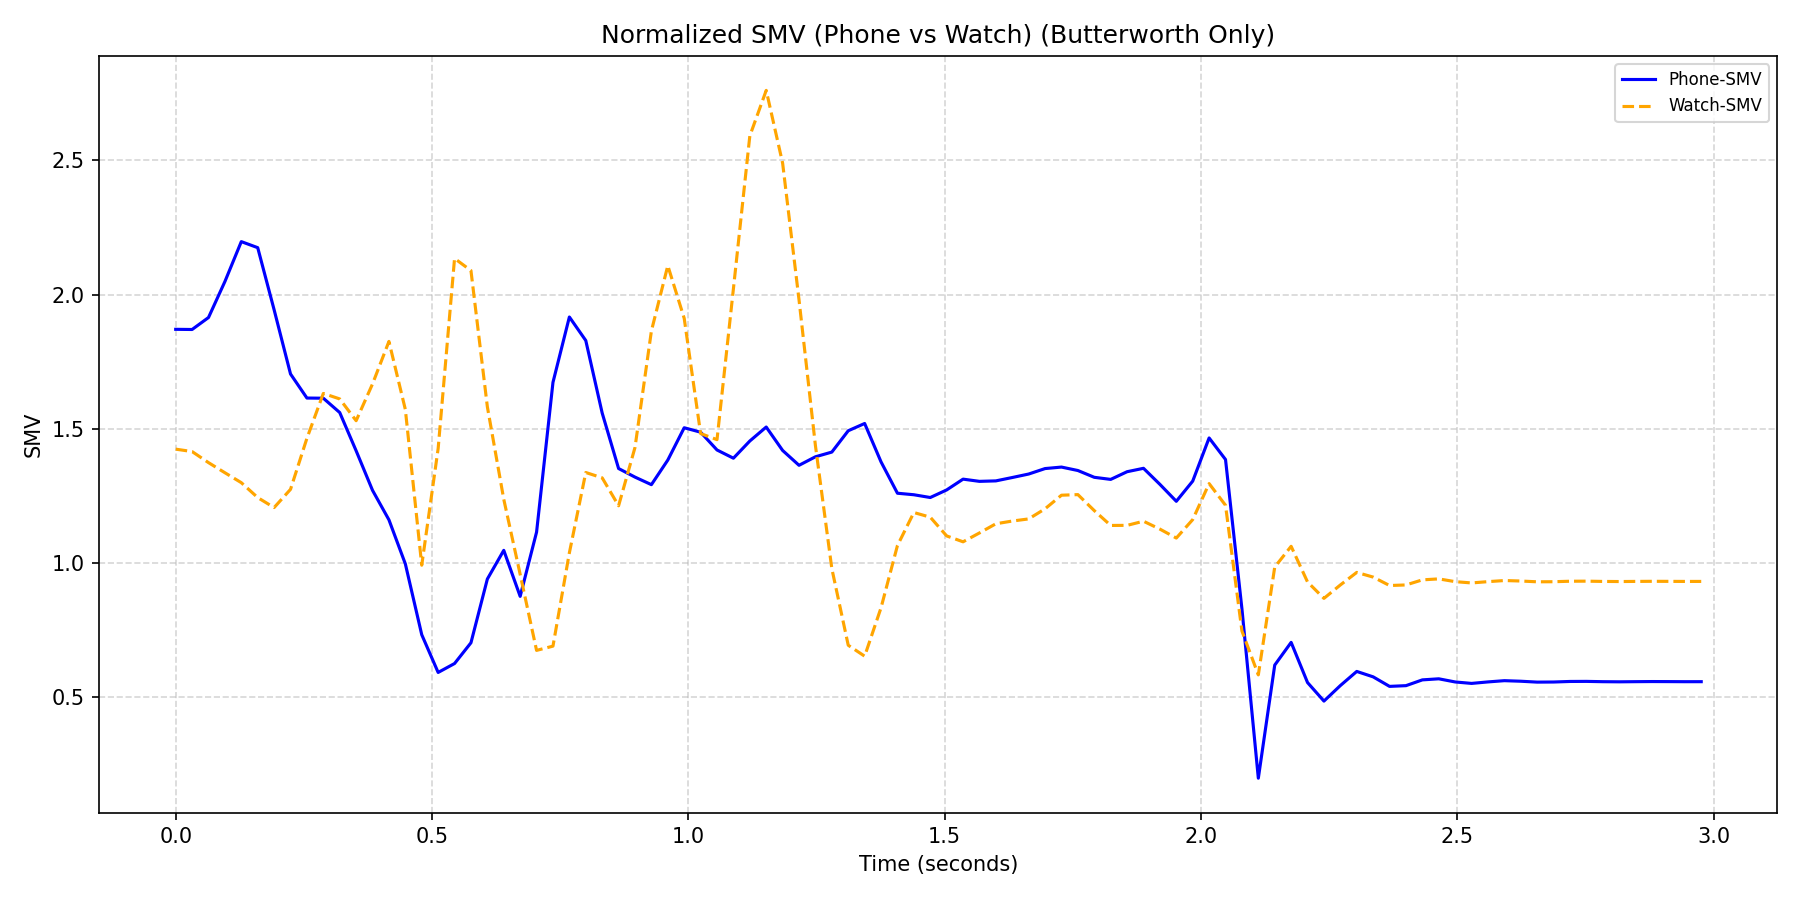 Normalized SMV (Phone vs Watch) (Butterworth Only)
Phone-SMV
Watch-SMV
SMV
2.5
2.0
1.5
1.0
0.5
0.0 0.5 1.0 1.5 2.0 2.5 3.0
Time (seconds)